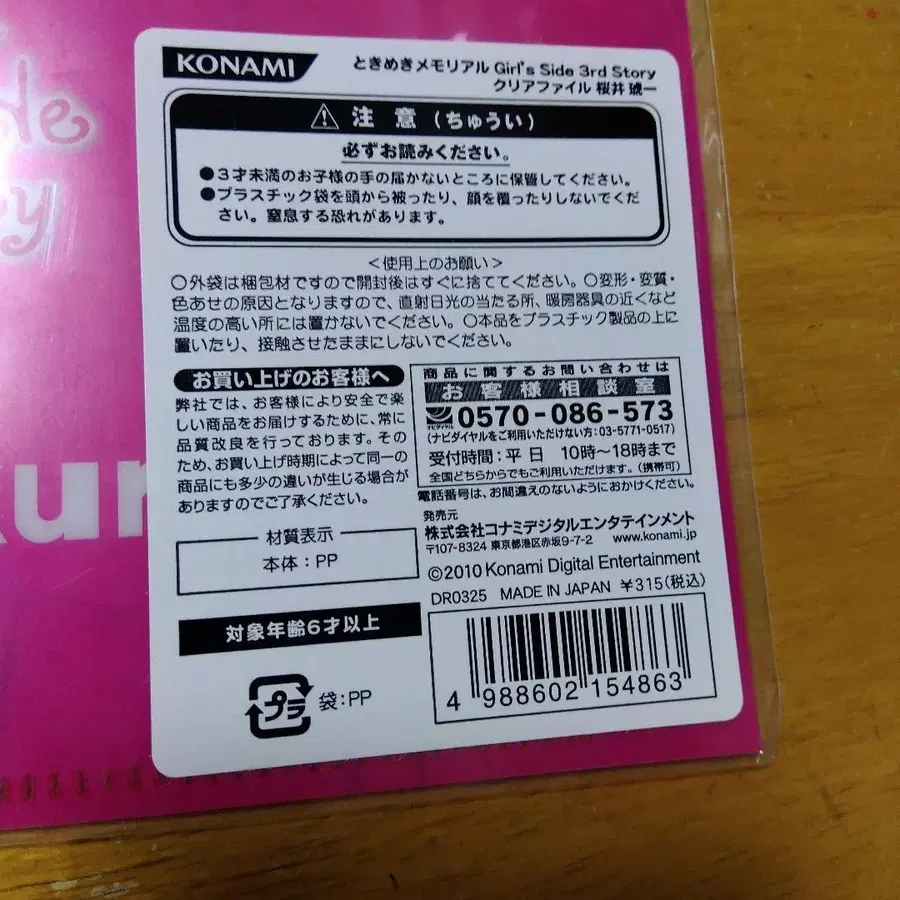 de
y
kur
KONAMI
ときめきメモリアル Girl's Side 3rd Story
クリアファイル 桜井 琥一
注 意 (ちゅうい)
必ずお読みください。
●3才未満のお子様の手の届かないところに保管してください。
●プラスチック袋を頭から被ったり、顔を覆ったりしないでくだ
さい。窒息する恐れがあります。
<使用上のお願い>
○外袋は梱包材ですので開封後はすぐに捨ててください。○変形・変質・
色あせの原因となりますので、直射日光の当たる所、暖房器具の近くなど
温度の高い所には置かないでください。○本品をプラスチック製品の上に
置いたり、接触させたままにしないでください。
お買い上げのお客様へ
弊社では、お客様により安全で楽
しい商品をお届けするために、常に
品質改良を行っております。その
ため、お買い上げ時期によって同一の
商品にも多少の違いが生じる場合が
ありますのでご了承ください。
材質表示
本体:PP
対象年齢6才以上
プラ
袋:PP
商品に関するお問い合わせは
お客様相談室
ナビダイヤル
0570-086-573
(ナビダイヤルをご利用いただけない方:03-5771-0517)
受付時間:平日 10時~18時まで
全国どちらからでもご利用いただけます。(携帯可)
電話番号は、お間違えのないようにおかけください。
発売元
株式会社コナミデジタルエンタテインメント
〒107-8324 東京都港区赤坂9-7-2 www.konami.jp
©2010 Konami Digital Entertainment
DR0325 MADE IN JAPAN ¥315(税込)
4 988602 154863